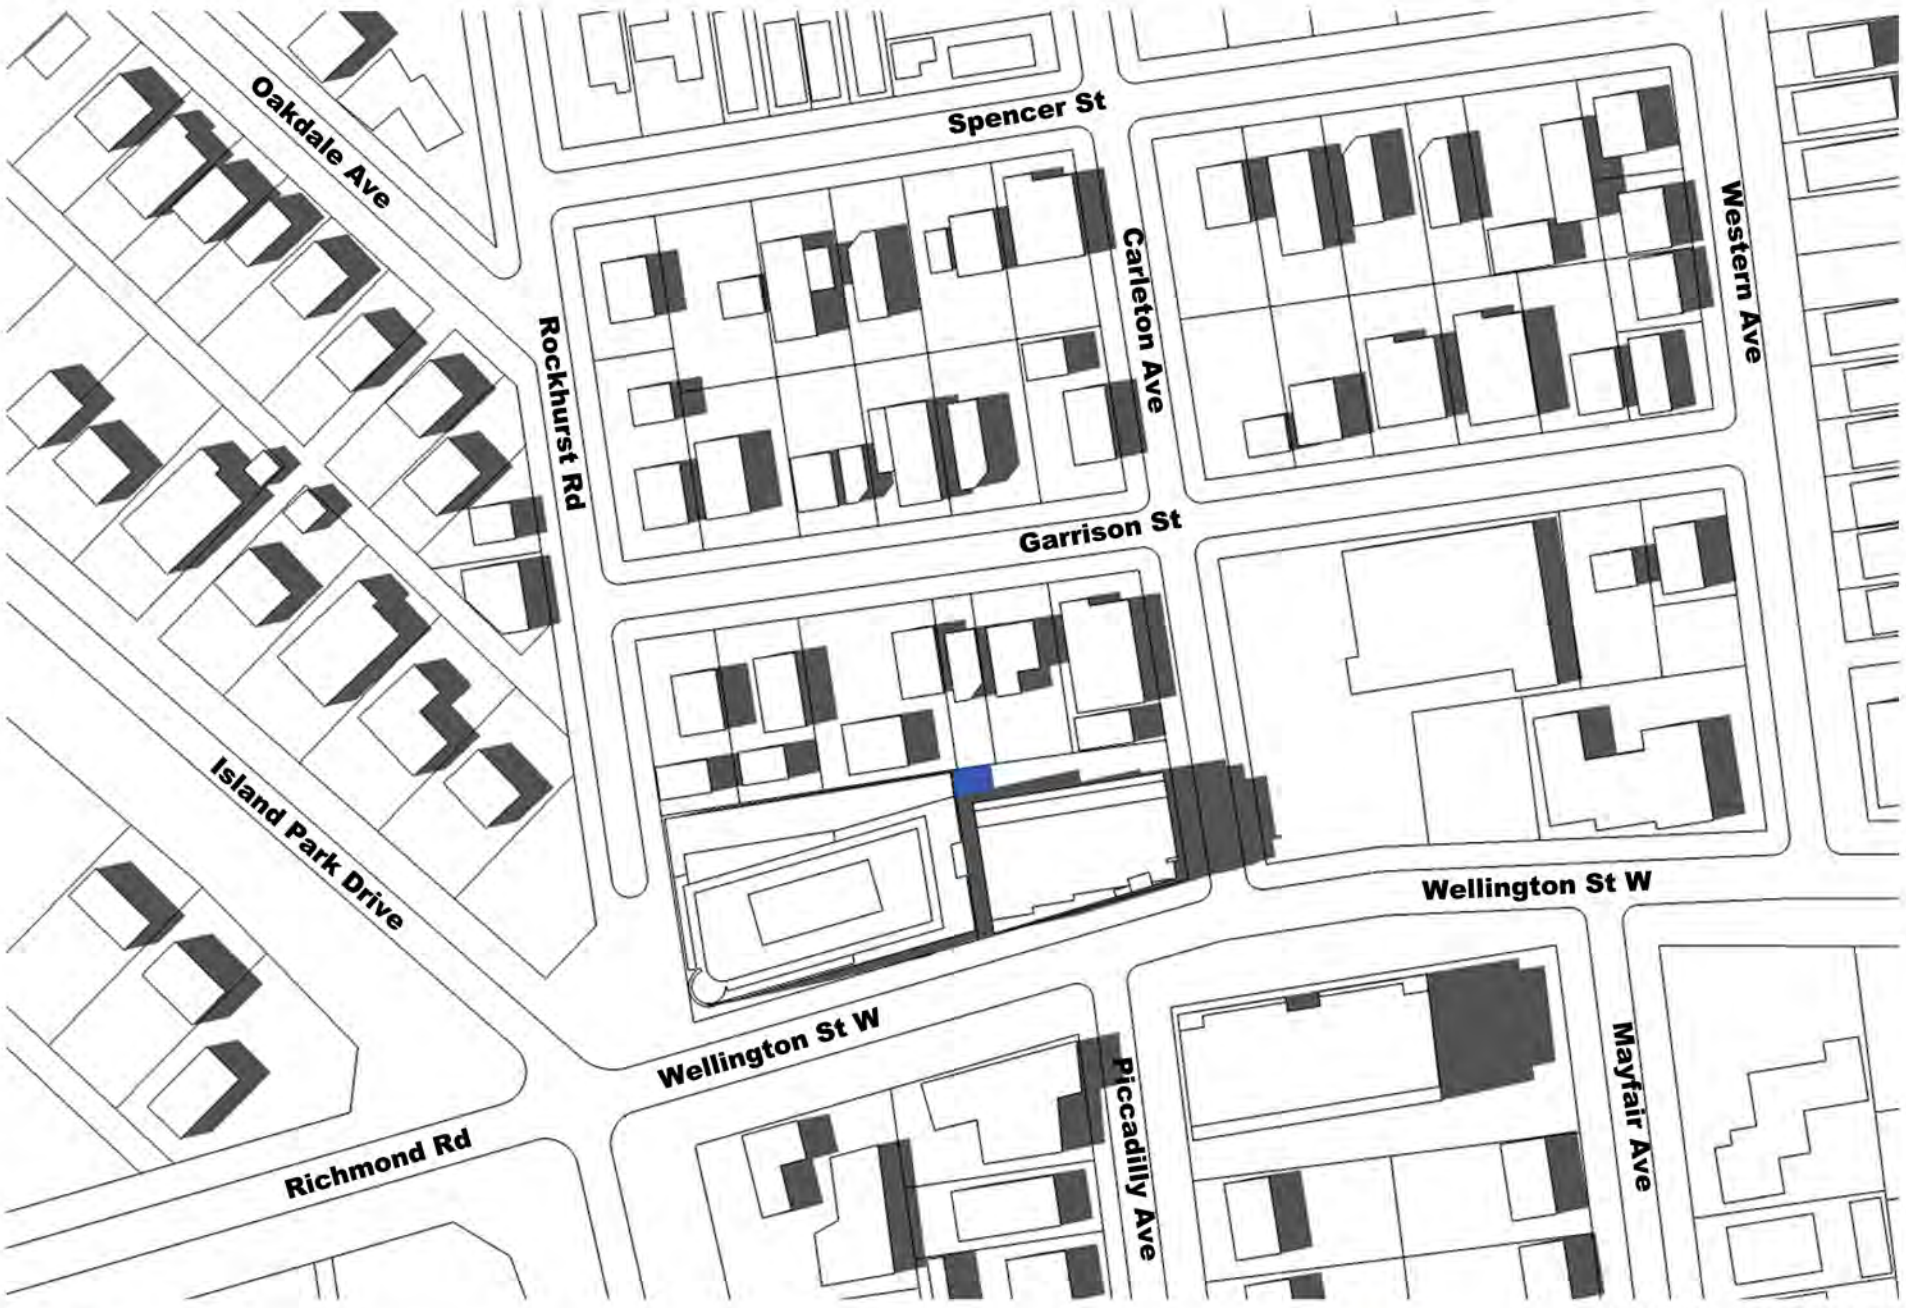 Oakdale Ave
Spencer St
Western Ave
Carleton Ave
Rockhurst Rd
Garrison St
Island Park Drive
Wellington St W
Wellington St W
Piccadilly Ave
Mayfair Ave
Richmond Rd